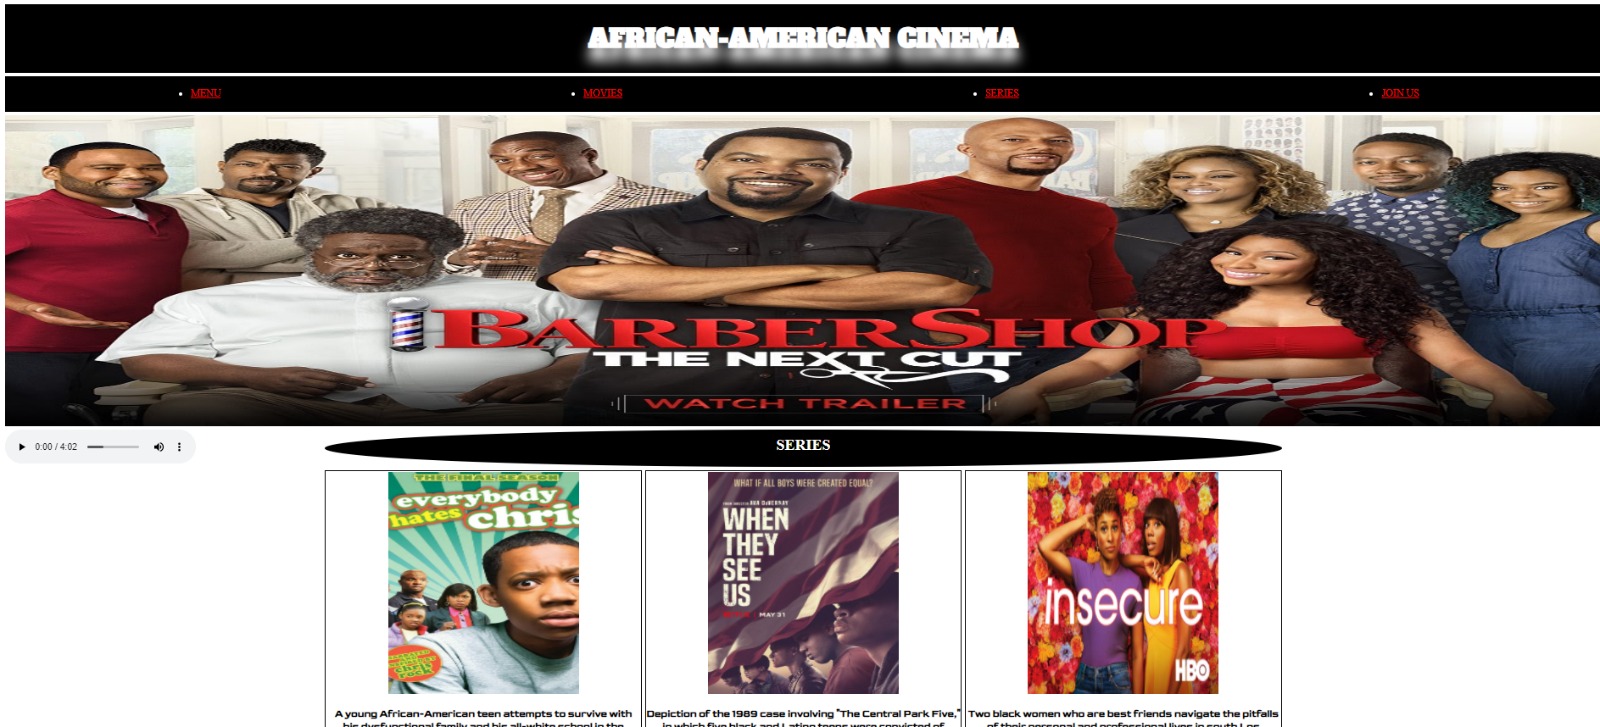 AFRICAN-AMERICAN CINEMA
MENU
MOVIES
SERIES
JOIN US
BARBERSHOP
THE NEXT CUT
WATCH TRAILER
0:00 / 4:02
SERIES
THE FINAL SEASON
everybody
hates chris
chris
rock
WHAT IF ALL BOYS WERE CREATED EQUAL?
AVA DUVERNAY
WHEN
THEY
SEE
US
MAY 31
insecure
HBO
A young African-American teen attempts to survive with
his dysfunctional family and his all-white school in the
Depiction of the 1989 case involving "The Central Park Five,"
in which five black and Latino teens were convicted of
Two black women who are best friends navigate the pitfalls
of their personal and professional lives in south Los